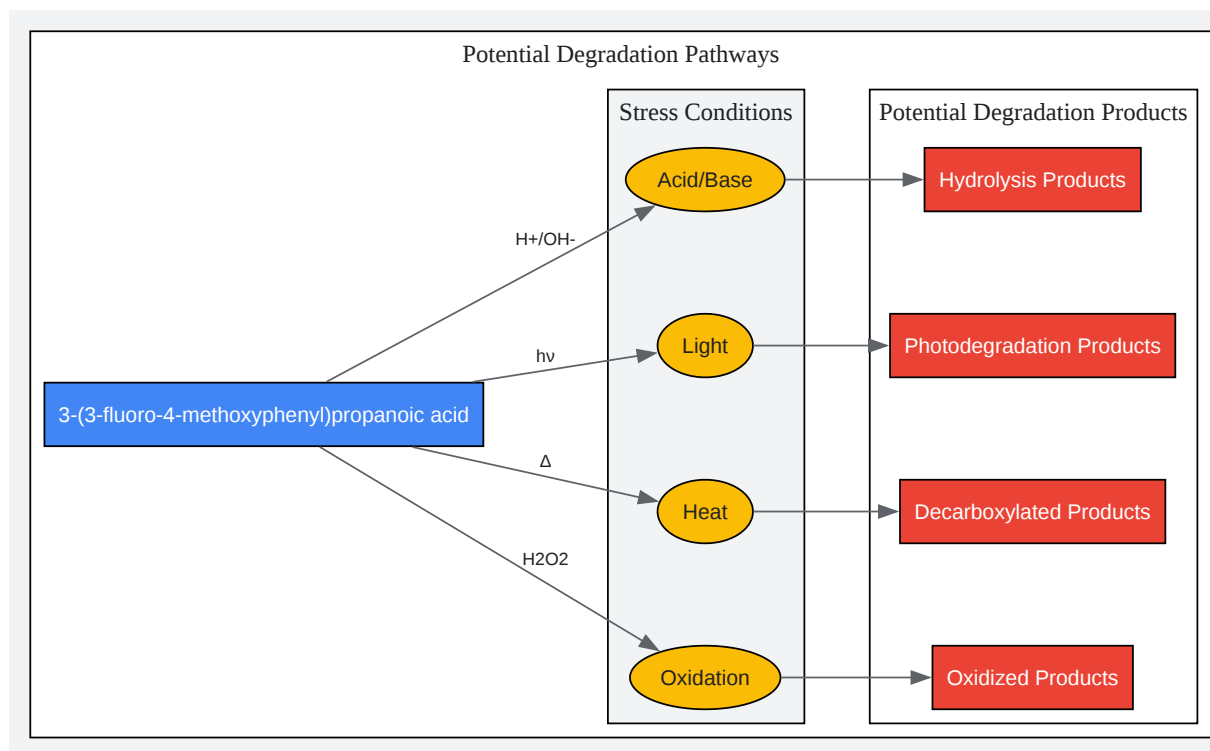 Potential Degradation Pathways
Stress Conditions
Potential Degradation Products
Acid/Base
Hydrolysis Products
H+/OH-
hν
Light
Photodegradation Products
3-(3-fluoro-4-methoxyphenyl)propanoic acid
Δ
Heat
Decarboxylated Products
H2O2
Oxidation
Oxidized Products